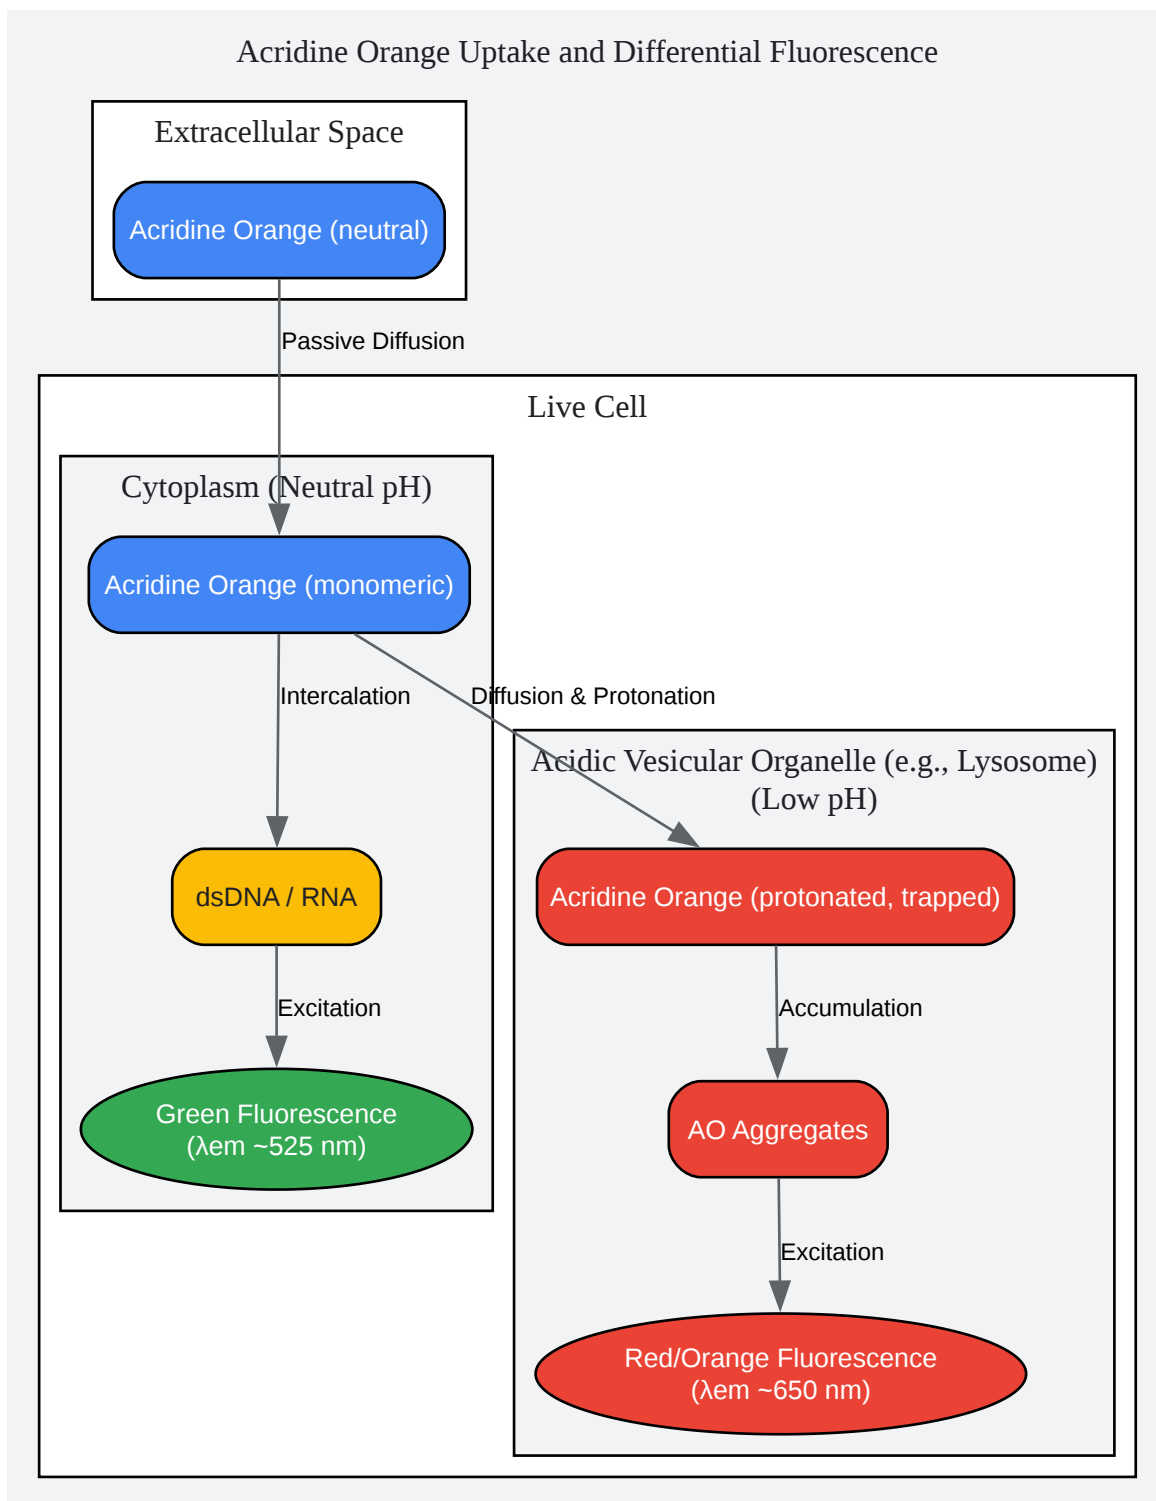 Acridine Orange Uptake and Differential Fluorescence
Extracellular Space
Acridine Orange (neutral)
Passive Diffusion
Live Cell
Cytoplasm (Neutral pH)
Acridine Orange (monomeric)
Intercalation
Diffusion & Protonation
Acidic Vesicular Organelle (e.g., Lysosome)
(Low pH)
dsDNA / RNA
Acridine Orange (protonated, trapped)
Excitation
Accumulation
Green Fluorescence
(λem ~525 nm)
AO Aggregates
Excitation
Red/Orange Fluorescence
(λem ~650 nm)